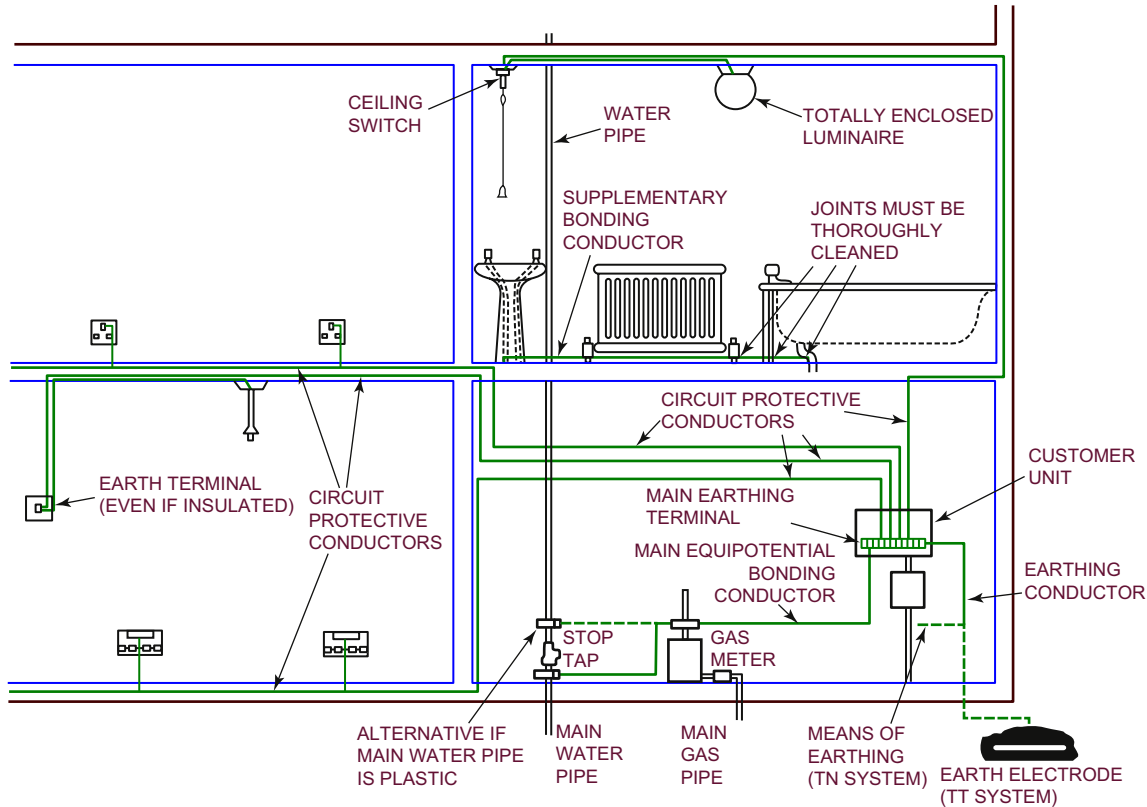 CEILING
SWITCH
WATER
PIPE
TOTALLY ENCLOSED
LUMINAIRE
SUPPLEMENTARY
BONDING
CONDUCTOR
JOINTS MUST BE
THOROUGHLY
CLEANED
CIRCUIT PROTECTIVE
CONDUCTORS
CUSTOMER
UNIT
EARTH TERMINAL
(EVEN IF INSULATED)
CIRCUIT
PROTECTIVE
CONDUCTORS
MAIN EARTHING
TERMINAL
MAIN EQUIPOTENTIAL
BONDING
CONDUCTOR
EARTHING
CONDUCTOR
STOP
TAP
GAS
METER
ALTERNATIVE IF
MAIN WATER PIPE
IS PLASTIC
MAIN
WATER
PIPE
MAIN
GAS
PIPE
MEANS OF
EARTHING
(TN SYSTEM)
EARTH ELECTRODE
(TT SYSTEM)